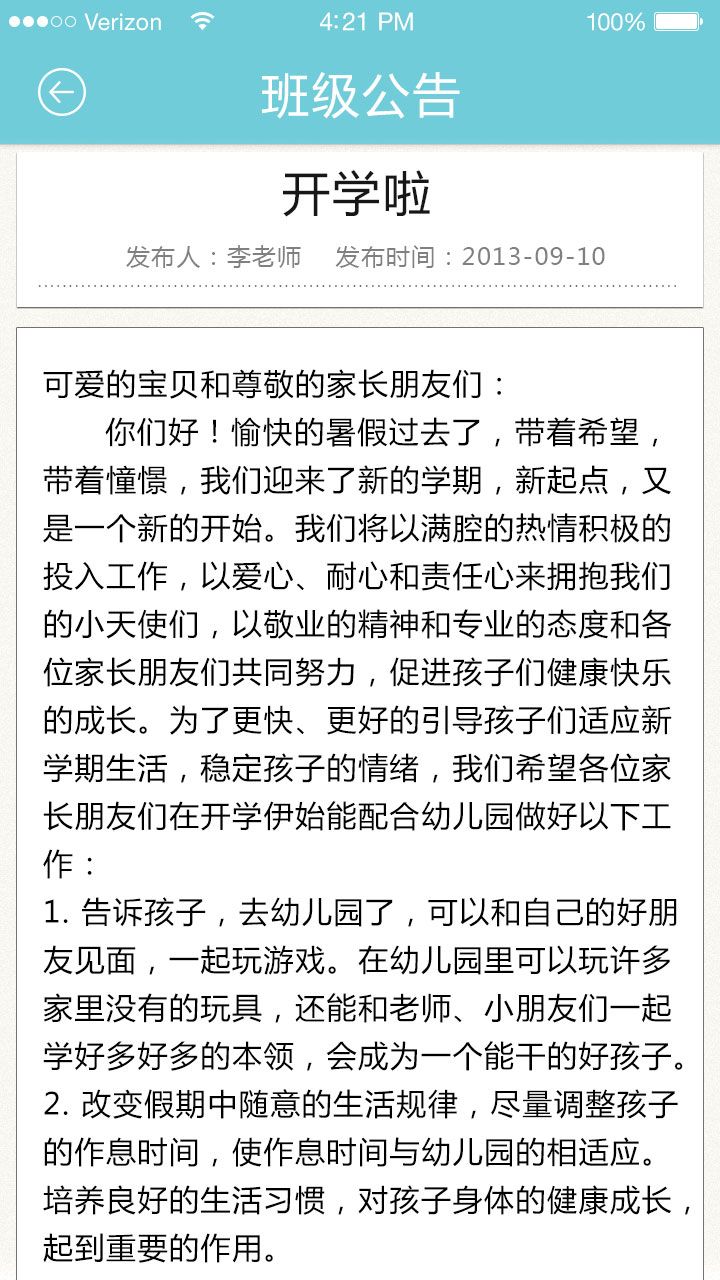 Verizon 4:21 PM 100%
班级公告
开学啦
发布人：李老师 发布时间：2013-09-10
可爱的宝贝和尊敬的家长朋友们：
你们好！愉快的暑假过去了，带着希望，
带着憧憬，我们迎来了新的学期，新起点，又
是一个新的开始。我们将以满腔的热情积极的
投入工作，以爱心、耐心和责任心来拥抱我们
的小天使们，以敬业的精神和专业的态度和各
位家长朋友们共同努力，促进孩子们健康快乐
的成长。为了更快、更好的引导孩子们适应新
学期生活，稳定孩子的情绪，我们希望各位家
长朋友们在开学伊始能配合幼儿园做好以下工
作：
1. 告诉孩子，去幼儿园了，可以和自己的好朋
友见面，一起玩游戏。在幼儿园里可以玩许多
家里没有的玩具，还能和老师、小朋友们一起
学好多好多的本领，会成为一个能干的好孩子。
2. 改变假期中随意的生活规律，尽量调整孩子
的作息时间，使作息时间与幼儿园的相适应。
培养良好的生活习惯，对孩子身体的健康成长，
起到重要的作用。